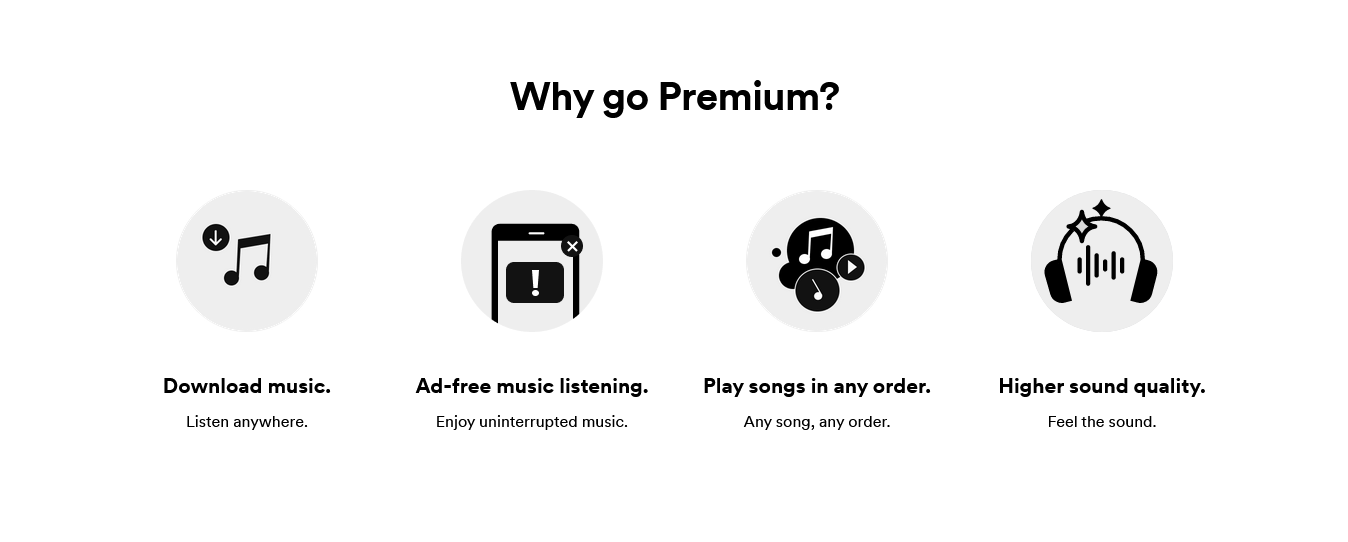 Why go Premium?
Download music.
Listen anywhere.
Ad-free music listening.
Enjoy uninterrupted music.
Play songs in any order.
Any song, any order.
Higher sound quality.
Feel the sound.